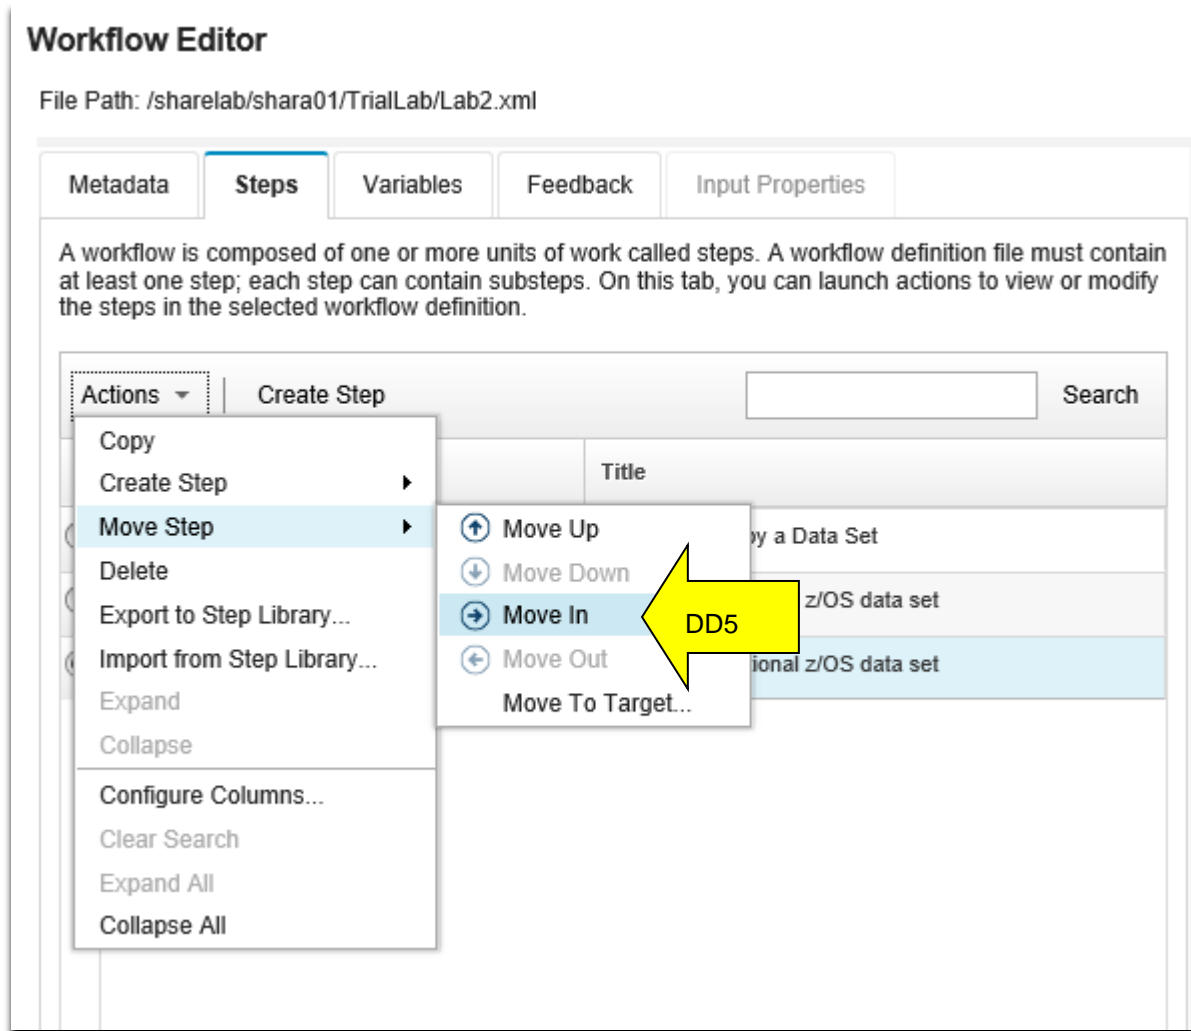 Workflow Editor
File Path: /sharelab/shara01/TrialLab/Lab2.xml
Metadata Steps Variables Feedback Input Properties
A workflow is composed of one or more units of work called steps. A workflow definition file must contain
at least one step; each step can contain substeps. On this tab, you can launch actions to view or modify
the steps in the selected workflow definition.
Actions Create Step Search
Copy
Create Step
Title
Move Step
Move Up
by a Data Set
Delete
Move Down
Export to Step Library...
Move In
DD5
z/OS data set
Import from Step Library...
Move Out
ional z/OS data set
Expand
Move To Target...
Collapse
Configure Columns...
Clear Search
Expand All
Collapse All